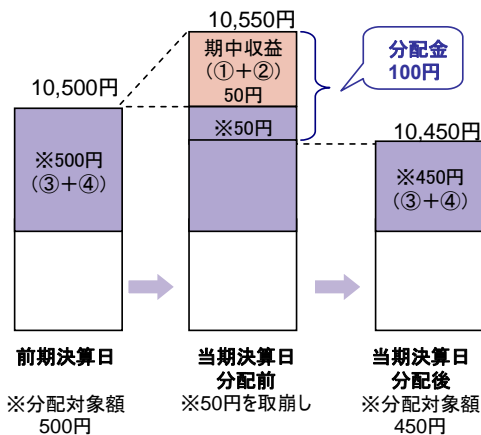 10,550円
期中収益
(①+②)
50円
分配金
100円
10,500円
※50円
10,450円
※500円
(③+④)
※450円
(③+④)
前期決算日
当期決算日
分配前
当期決算日
分配後
※分配対象額
500円
※50円を取崩し
※分配対象額
450円